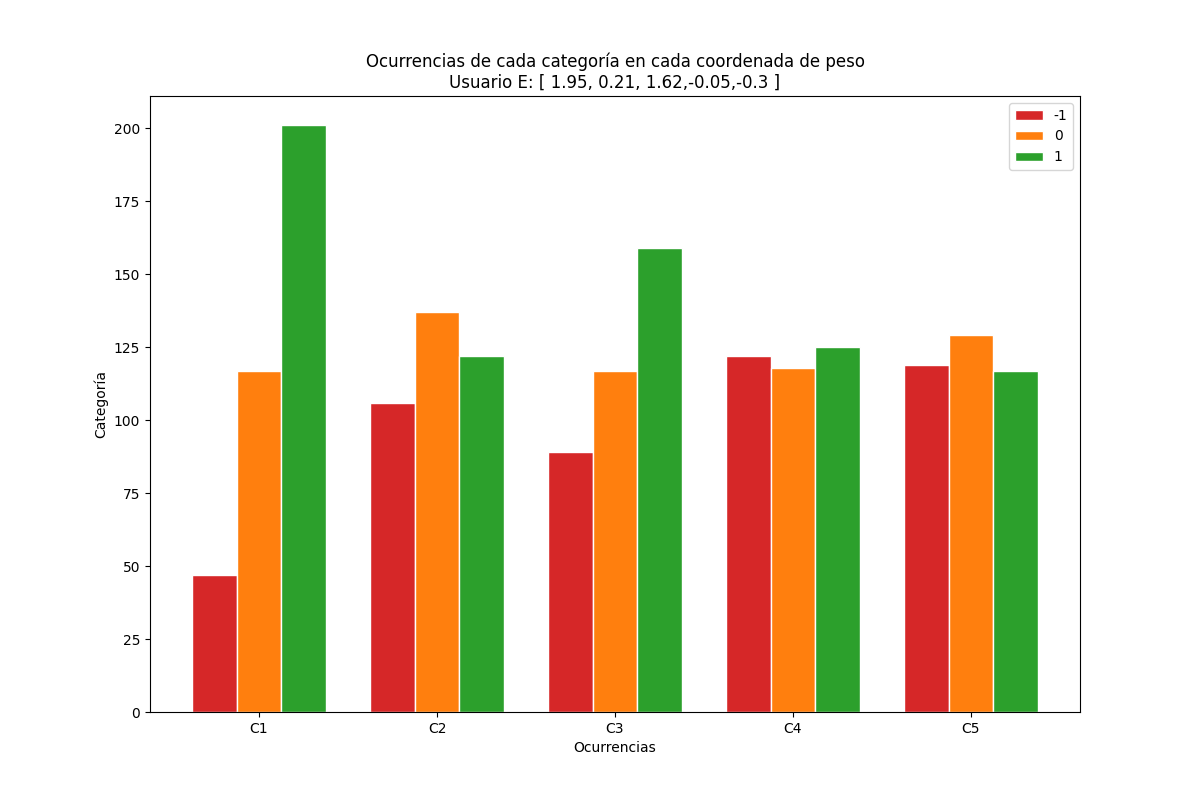 Ocurrencias de cada categoría en cada coordenada de peso
Usuario E: [ 1.95, 0.21, 1.62,-0.05,-0.3 ]
-1
0
1
200
175
150
125
100
75
50
25
0
Categoría
C1
C2
C3
C4
C5
Ocurrencias